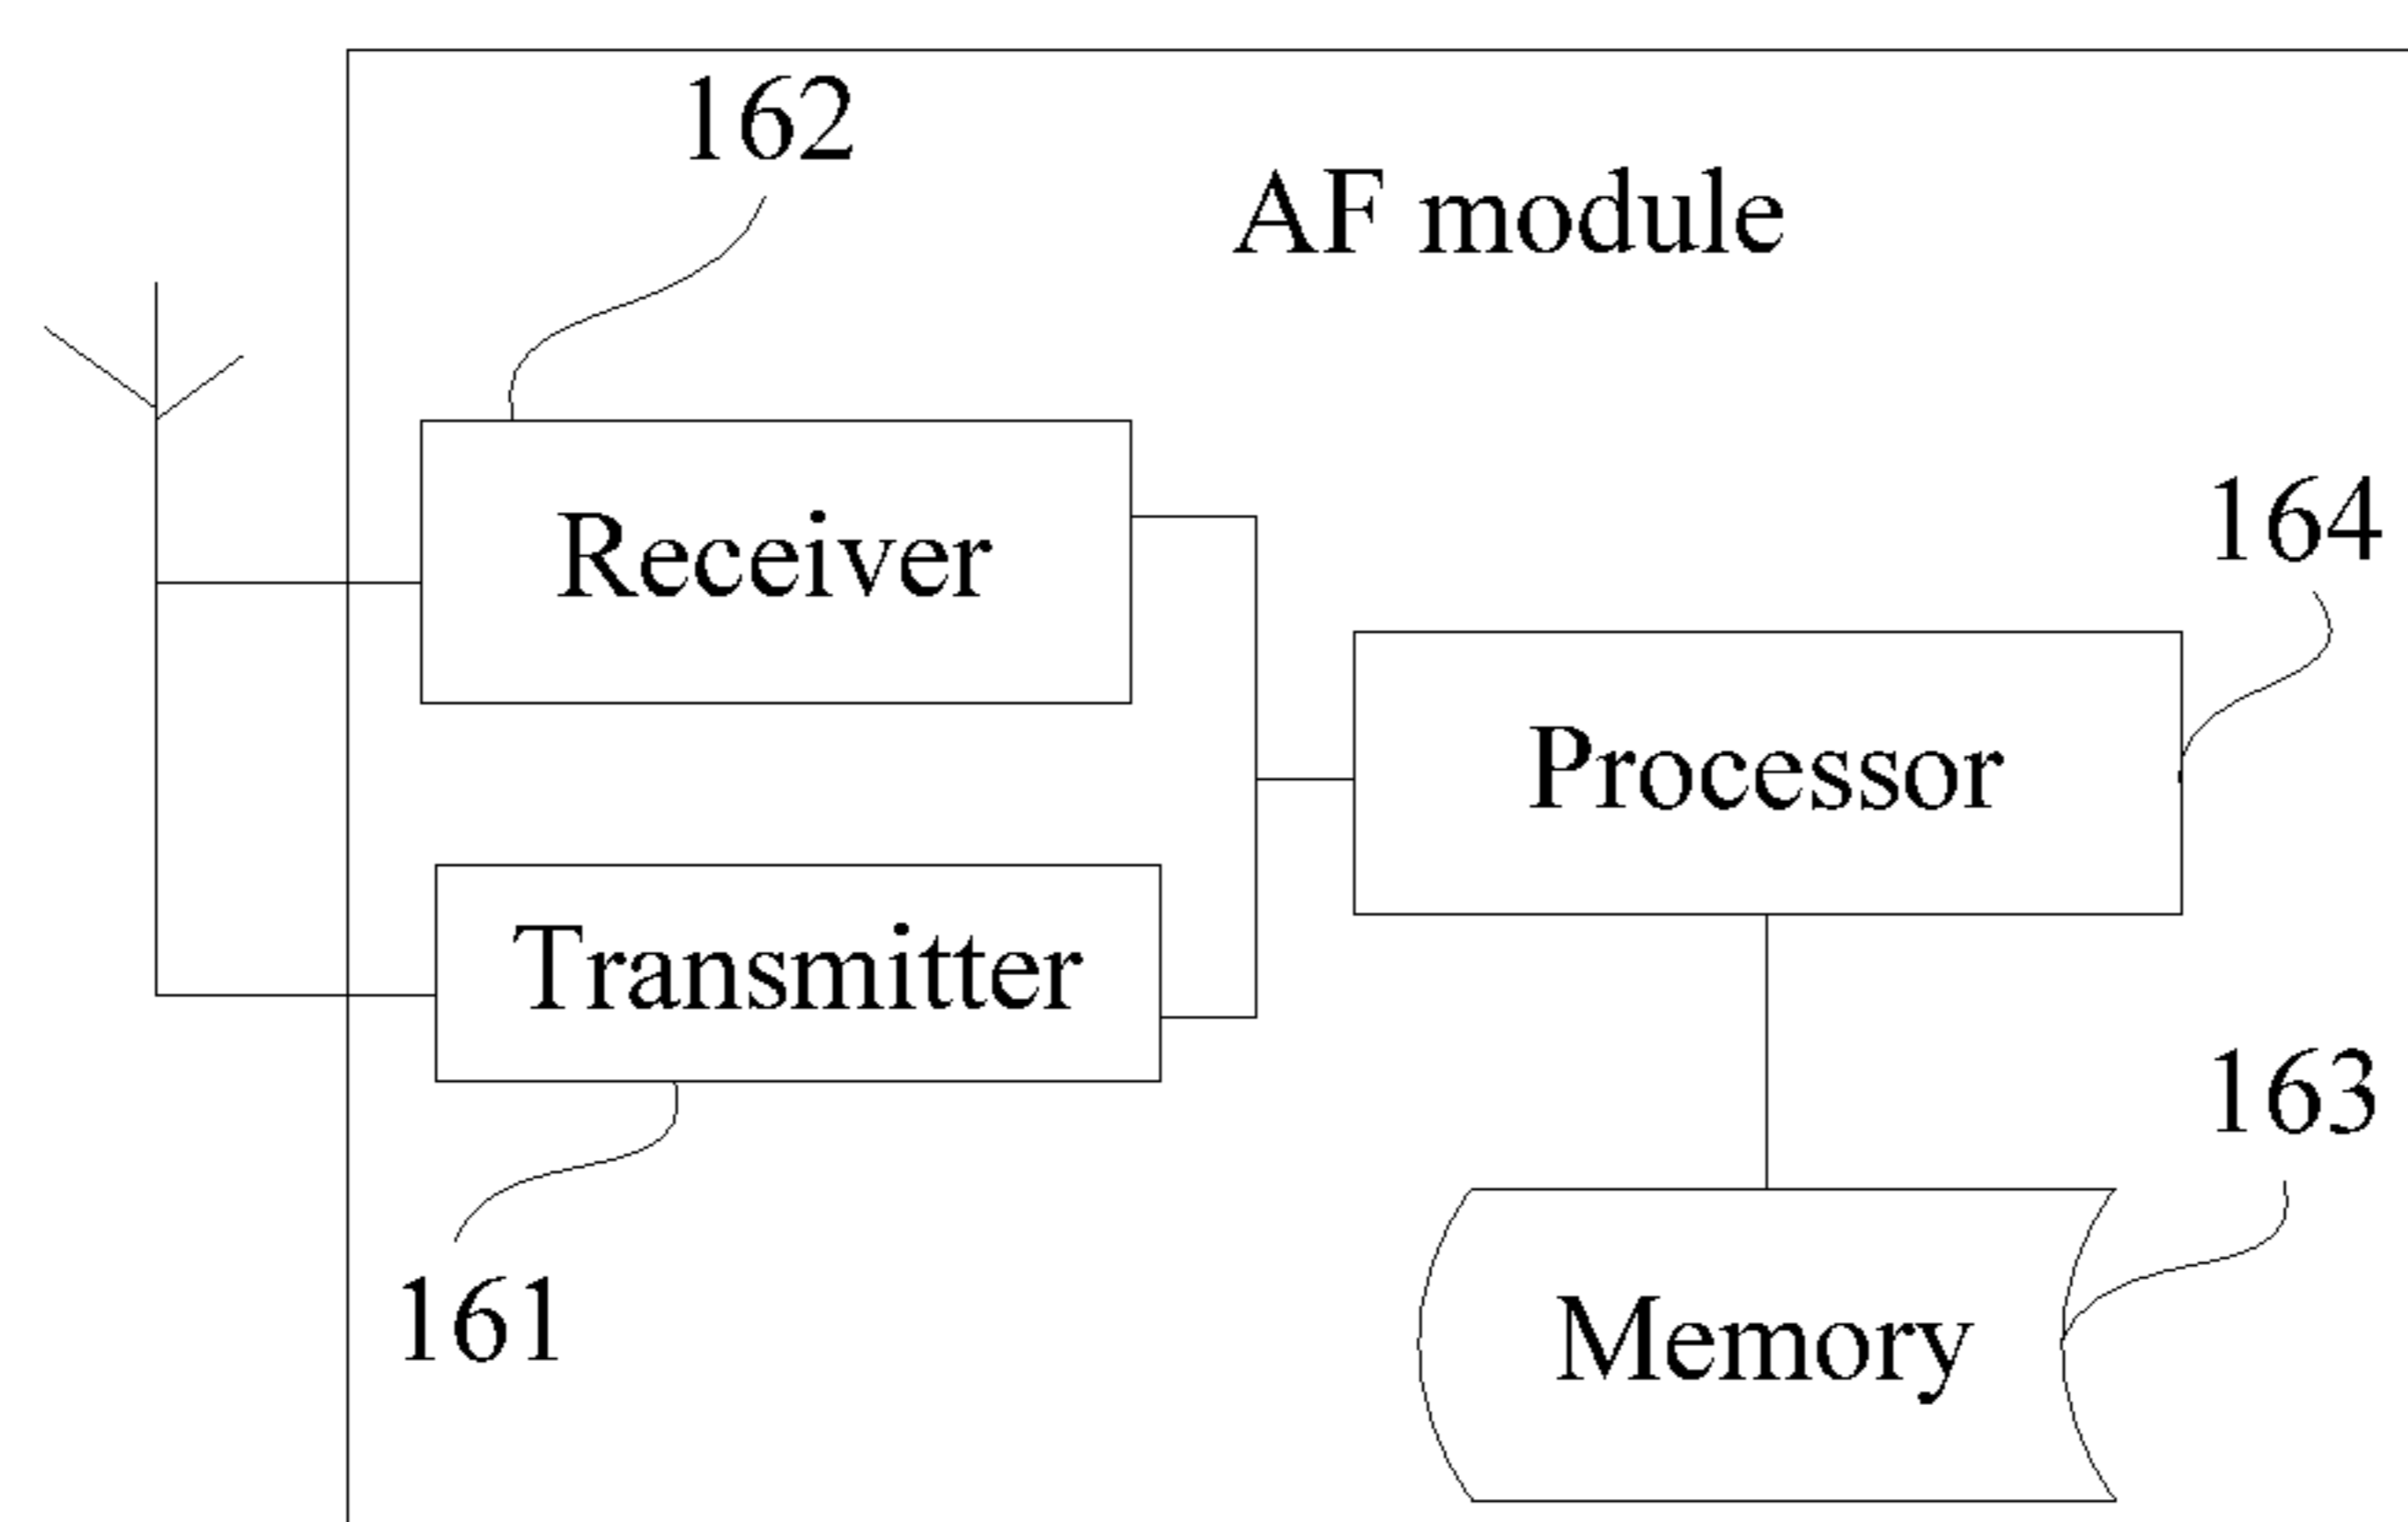 162
AF module
Receiver
164
Processor
Transmitter
163
161
Memory